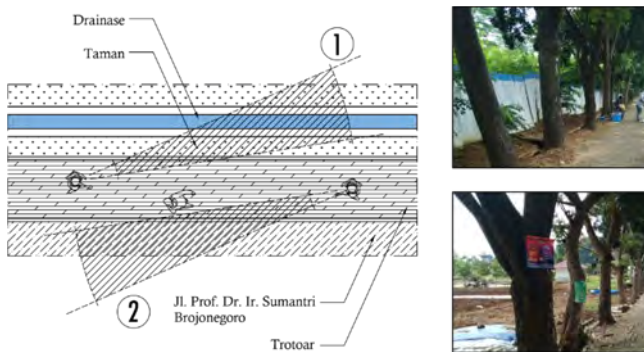 Drainase
Taman
1
2
Jl. Prof. Dr. Ir. Sumantri
Brojonegoro
Trotoar